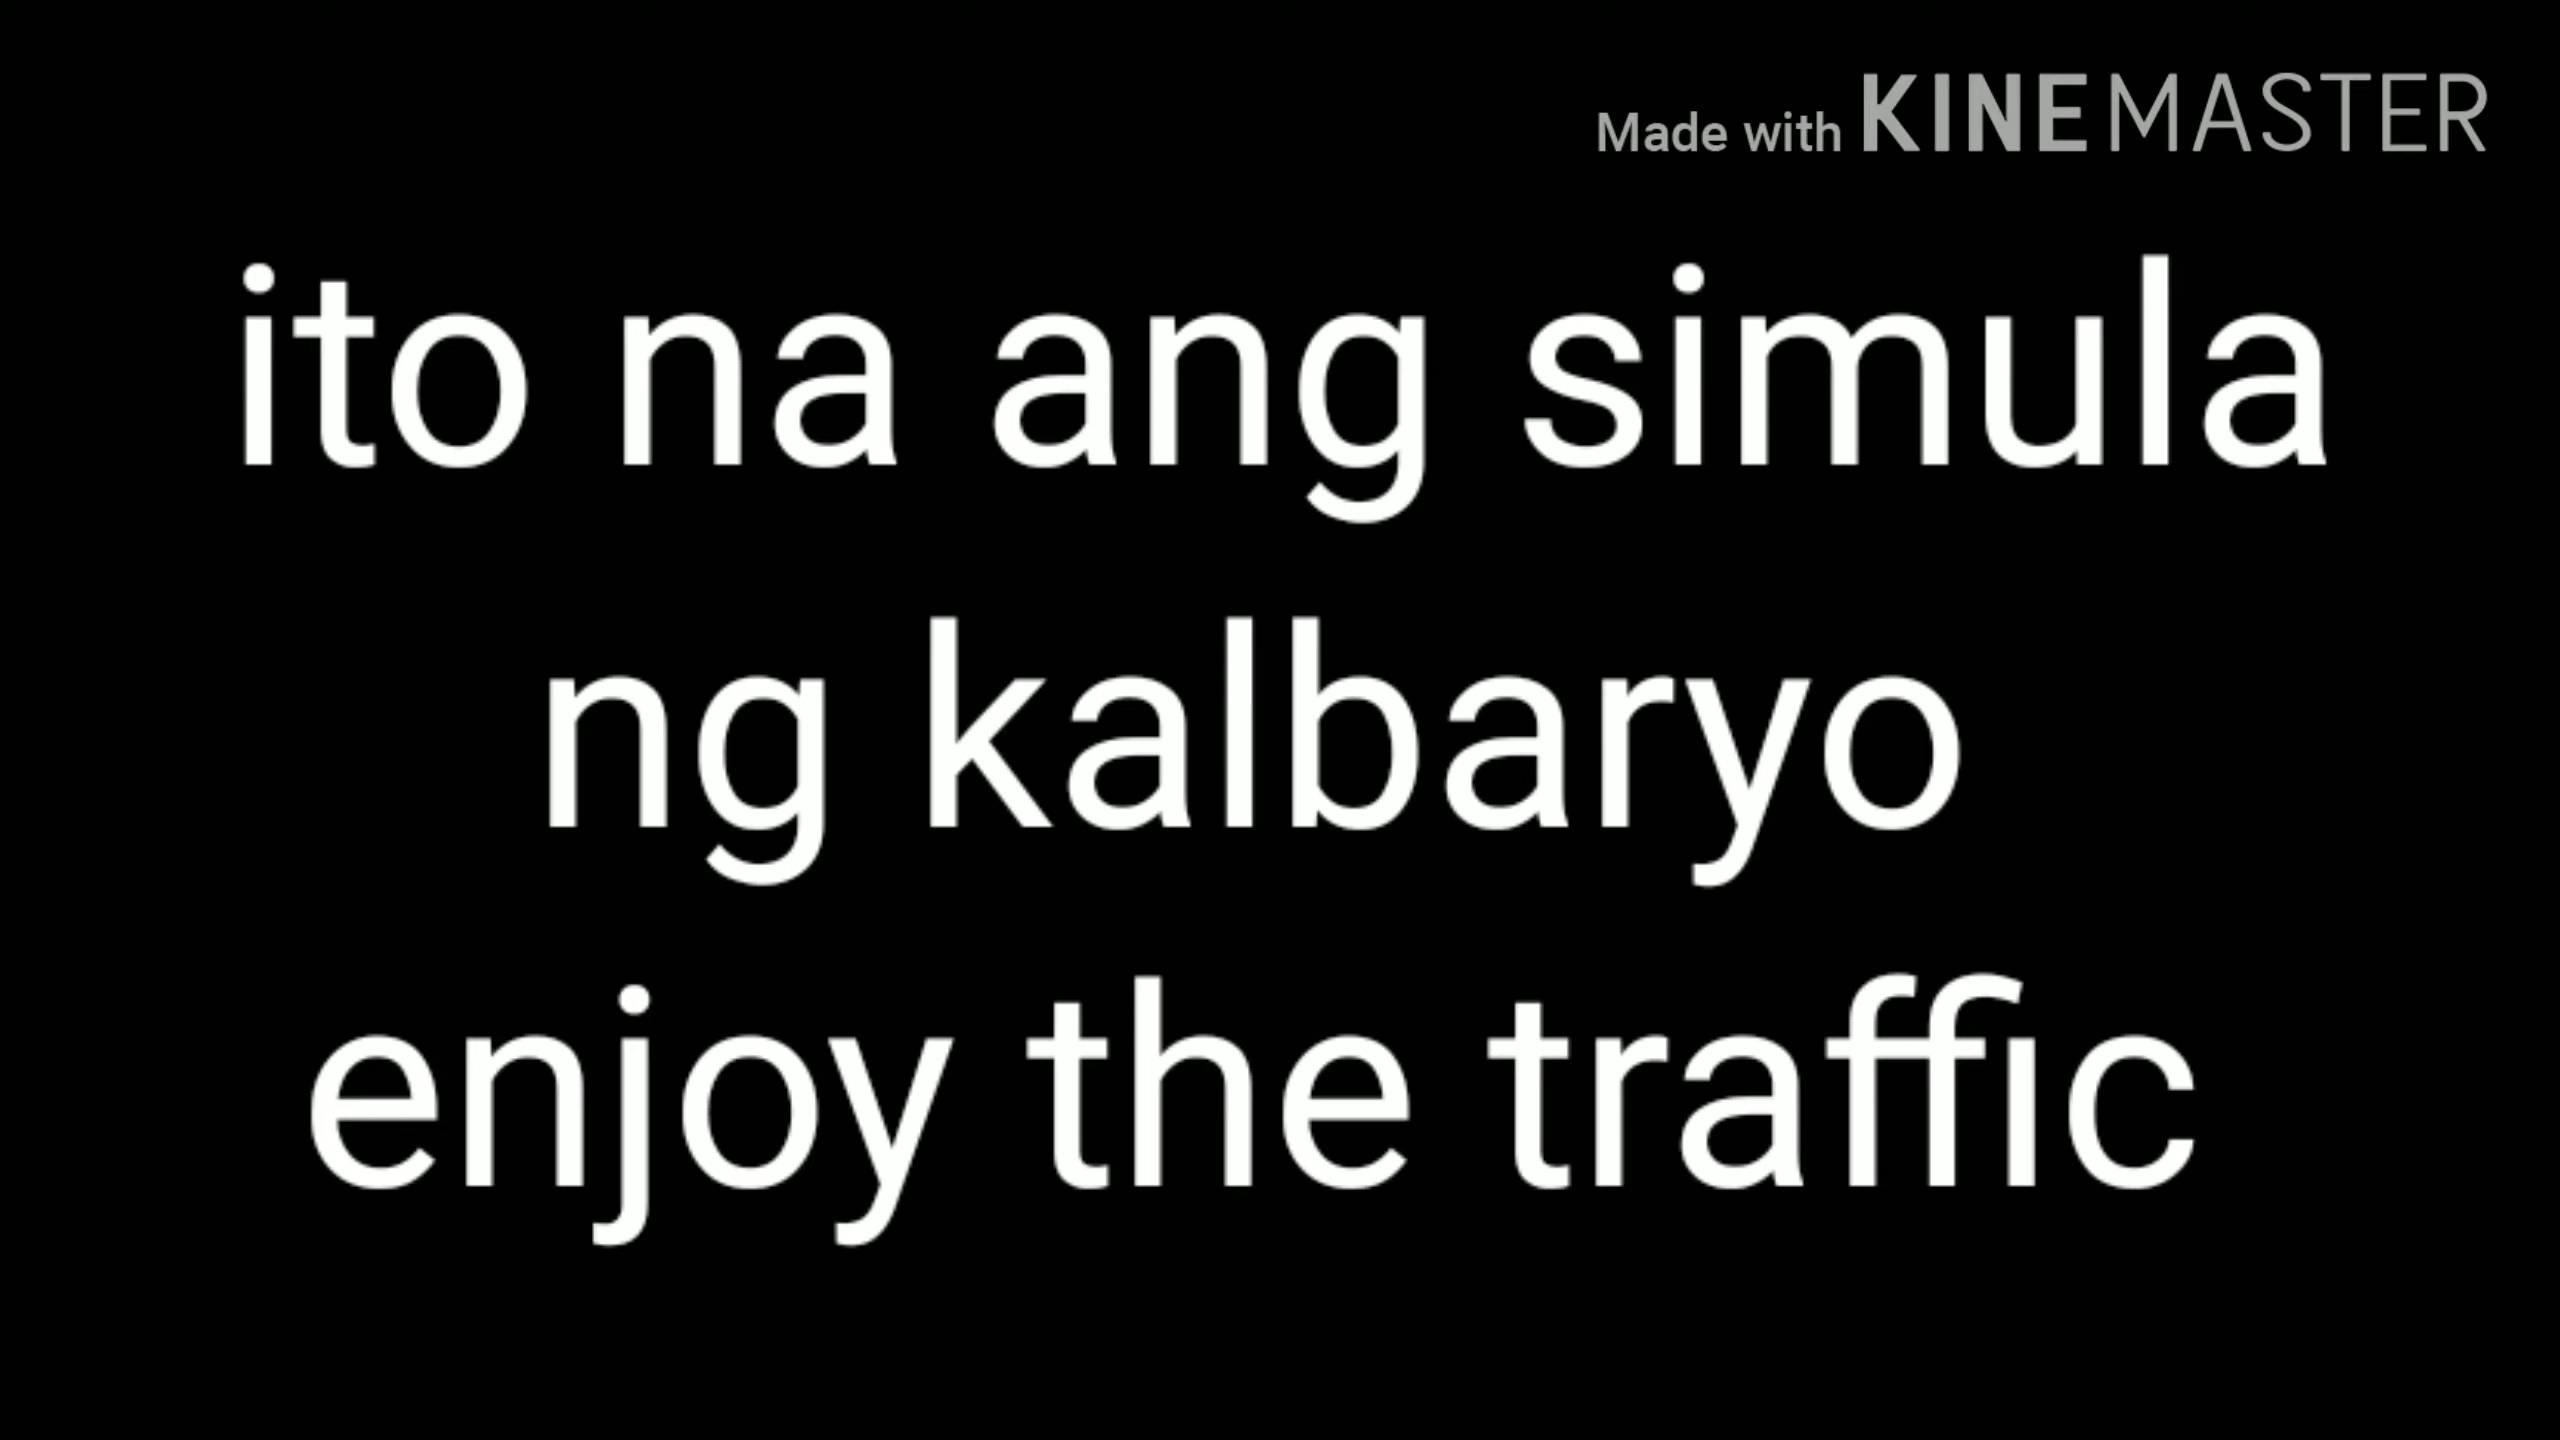 Made with KINEMASTER
ito na ang simula
ng kalbaryo
enjoy the traffic